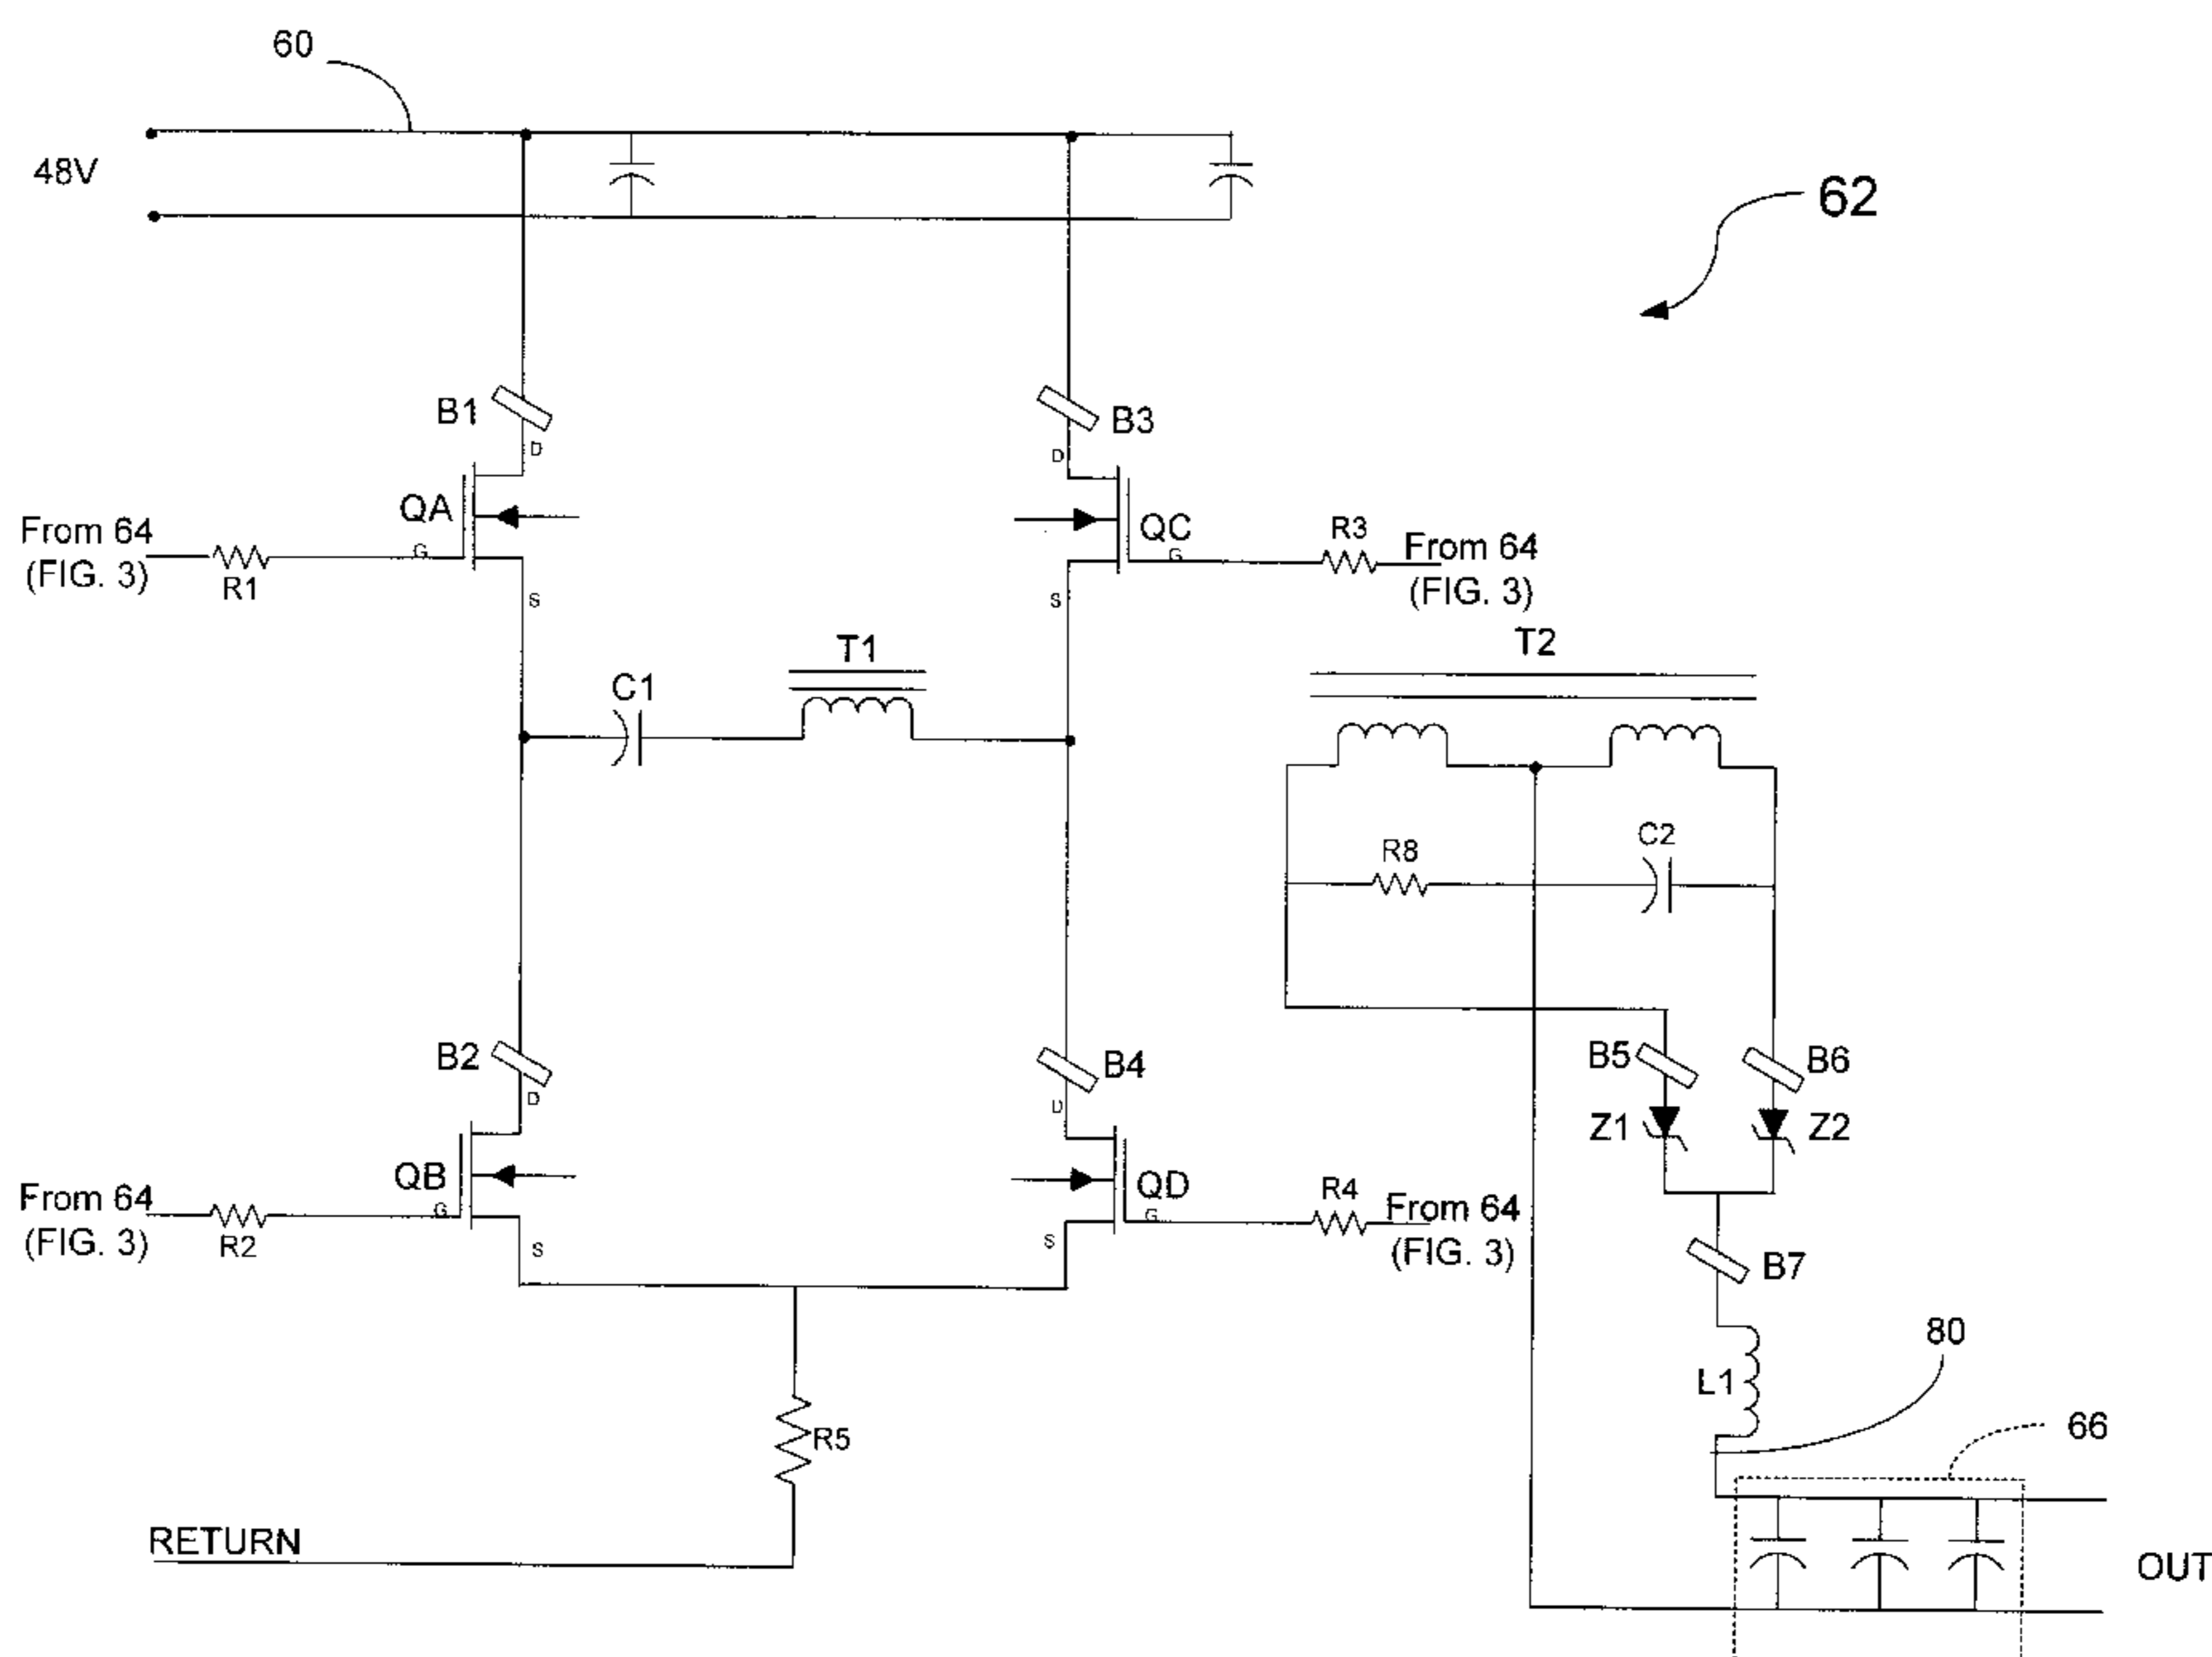 60
48V
62
B1
D
B3
D
QA
G
From 64
(FIG. 3)
R1
S
QC
G
R3
From 64
(FIG. 3)
S
T1
C1
T2
R8
C2
B2
D
B4
D
B5
B6
Z1
Z2
QB
G
From 64
(FIG. 3)
R2
S
QD
G
R4
From 64
(FIG. 3)
S
B7
80
L1
66
R5
RETURN
OUT